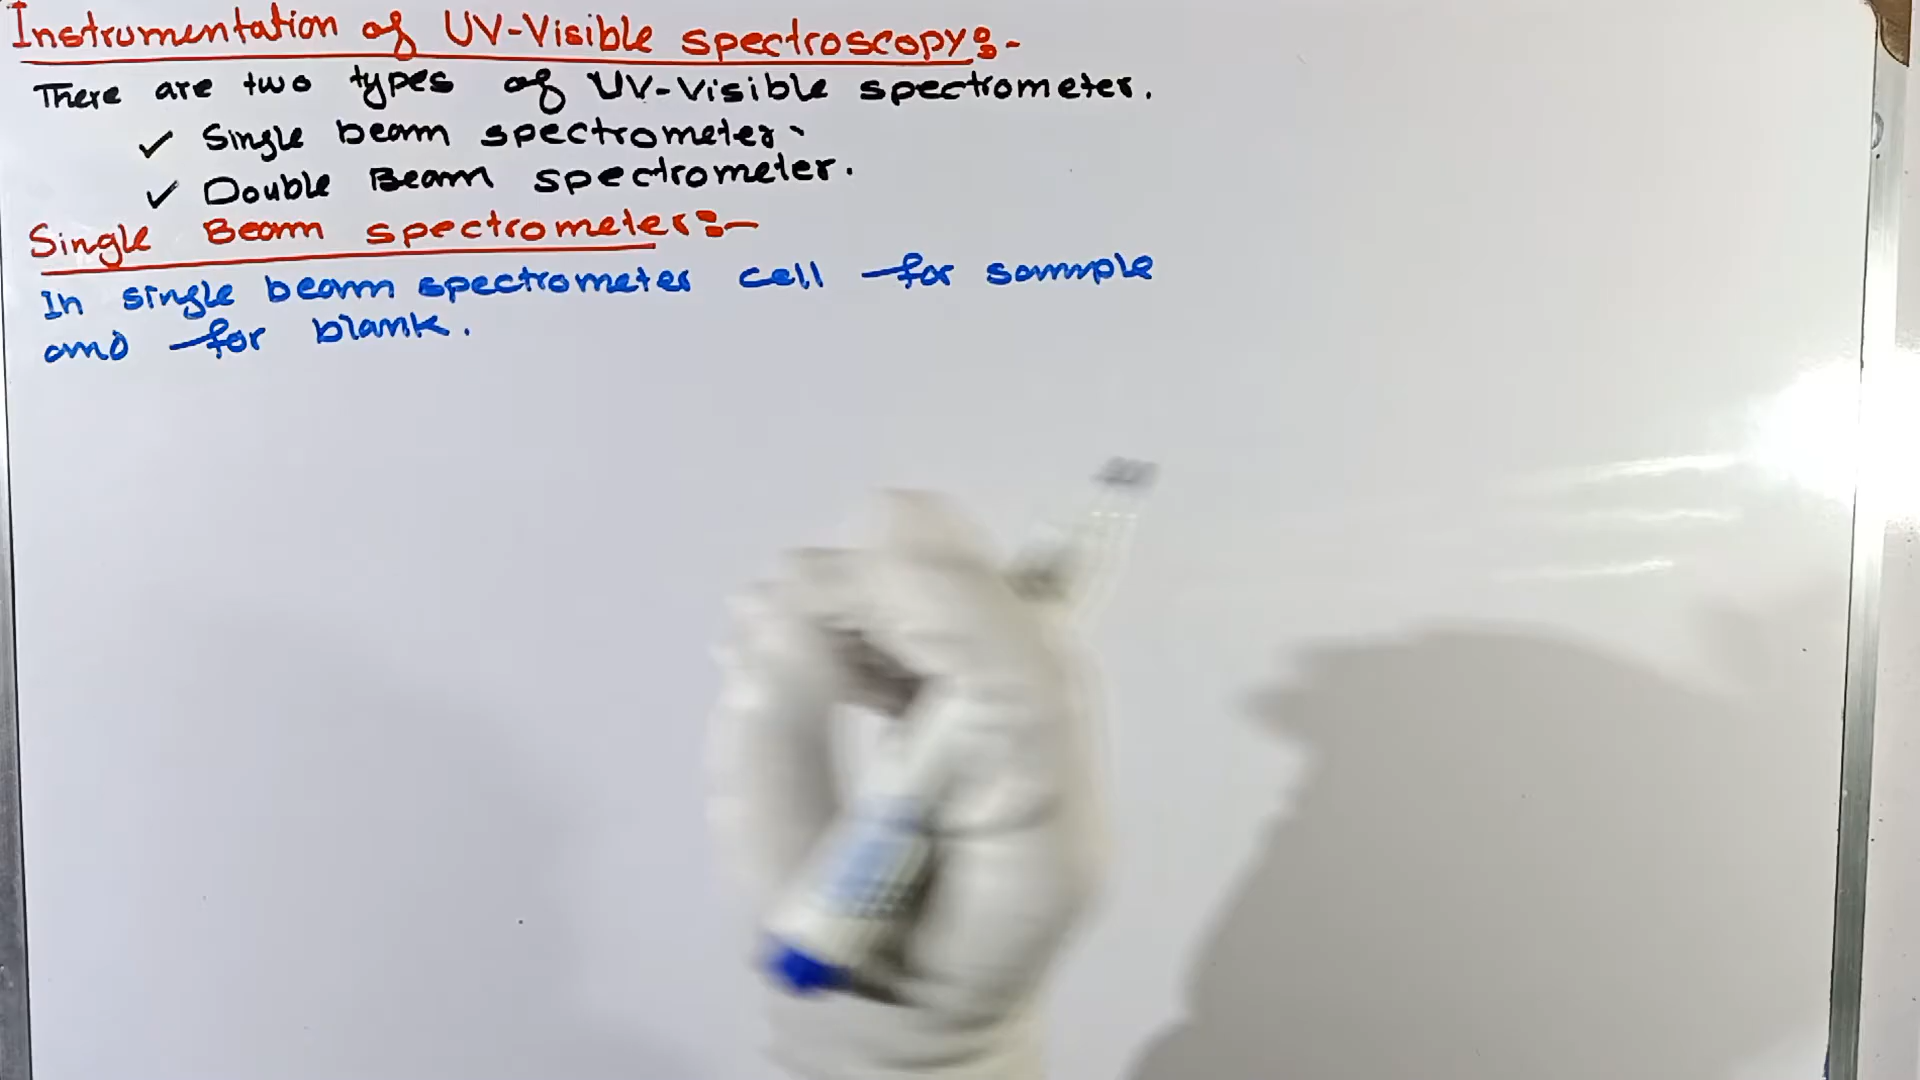 Instrumentation of UV-Visible spectroscopy:-
There are two types of UV-Visible spectrometer.
✓ Single beam spectrometer.
✓ Double Beam spectrometer.
Single Beam spectrometer:-
In single beam spectrometer cell for sample
and for blank.